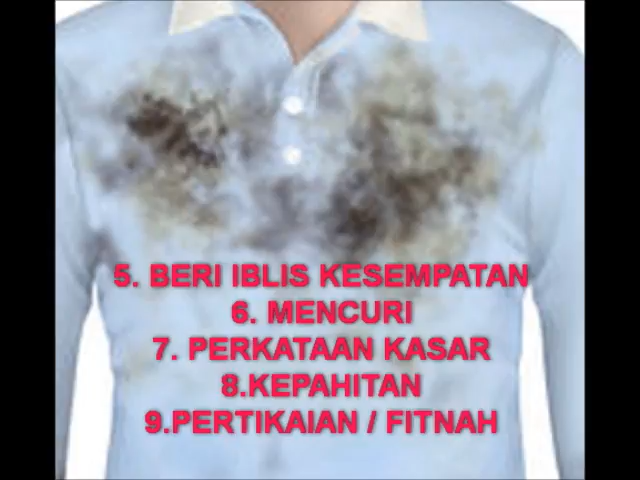 5. BERI IBLIS KESEMPATAN
6. MENCURI
7. PERKATAAN KASAR
8.KEPAHITAN
9.PERTIKAIAN / FITNAH